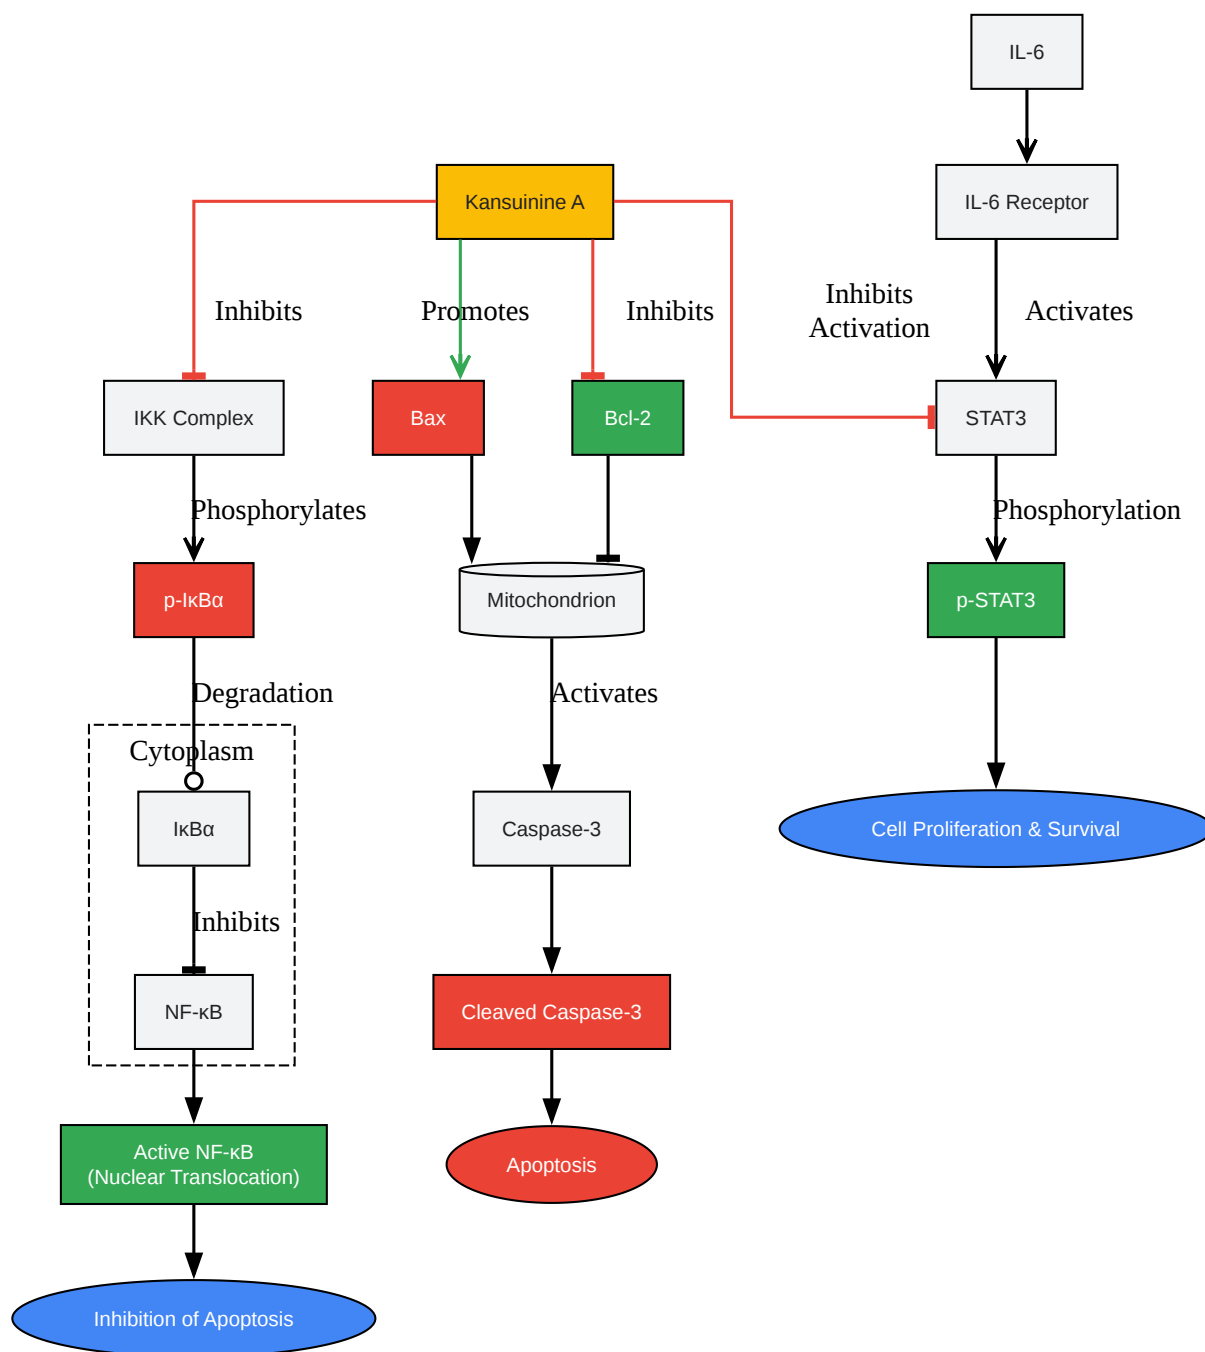 IL-6
Kansuinine A
IL-6 Receptor
Inhibits
Promotes
Inhibits
Inhibits
Activation
Activates
IKK Complex
Bax
Bcl-2
STAT3
Phosphorylates
Phosphorylation
p-IκBα
Mitochondrion
p-STAT3
Degradation
Activates
Cytoplasm
IκBα
Caspase-3
Cell Proliferation & Survival
Inhibits
NF-κB
Cleaved Caspase-3
Active NF-κB
(Nuclear Translocation)
Apoptosis
Inhibition of Apoptosis